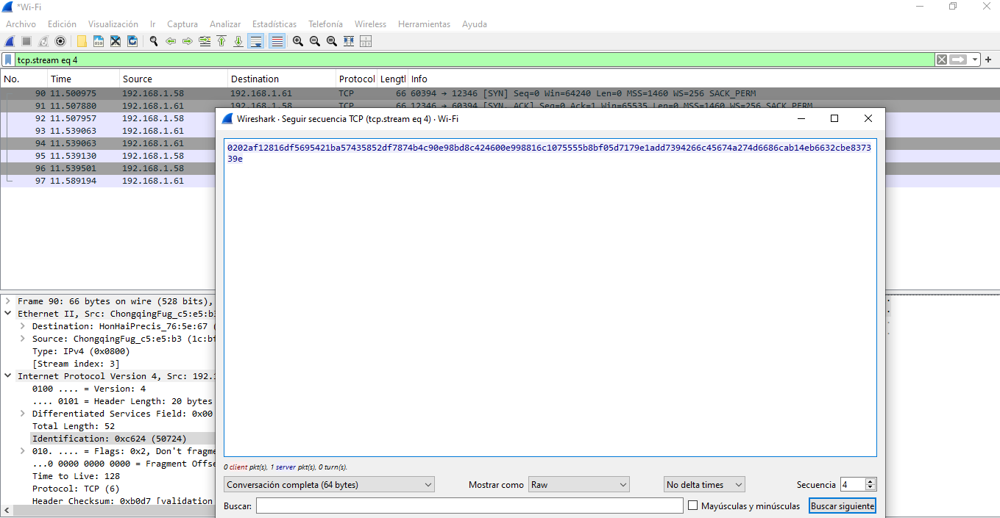 *Wi-Fi
Archivo Edición Visualización Ir Captura Analizar Estadísticas Telefonía Wireless Herramientas Ayuda
tcp.stream eq 4
No. Time Source Destination Protocol Lengtl Info
90 11.500975 192.168.1.58 192.168.1.61 TCP 66 60394 → 12346 [SYN] Seq=0 Win=64240 Len=0 MSS=1460 WS=256 SACK_PERM
91 11.507880 192.168.1.61 192.168.1.58 TCP 66 12346 → 60394 [SYN, ACK] Seq=0 Ack=1 Win=65535 Len=0 MSS=1460 WS=256 SACK_PERM
92 11.507957 192.168.1.58
93 11.539063 192.168.1.61
94 11.539063 192.168.1.61
95 11.539130 192.168.1.58
96 11.539501 192.168.1.58
97 11.589194 192.168.1.61
Wireshark · Seguir secuencia TCP (tcp.stream eq 4) · Wi-Fi
0202af12816df5695421ba57435852df7874b4c90e98bd8c424600e998816c1075555b8bf05d7179e1add7394266c45674a274d6686cab14eb6632cbe8373
39e
0 client pkt(s), 1 server pkt(s), 0 turn(s).
Conversación completa (64 bytes) Mostrar como Raw No delta times Secuencia 4
Buscar: Mayúsculas y minúsculas Buscar siguiente
Frame 90: 66 bytes on wire (528 bits),
Ethernet II, Src: ChongqingFug_c5:e5:b3
Destination: HonHaiPrecis_76:5e:67 (
Source: ChongqingFug_c5:e5:b3 (1c:bf
Type: IPv4 (0x0800)
[Stream index: 3]
Internet Protocol Version 4, Src: 192.1
0100 .... = Version: 4
.... 0101 = Header Length: 20 bytes
Differentiated Services Field: 0x00
Total Length: 52
Identification: 0xc624 (50724)
010. .... = Flags: 0x2, Don't fragme
...0 0000 0000 0000 = Fragment Offse
Time to Live: 128
Protocol: TCP (6)
Header Checksum: 0xb0d7 [validation